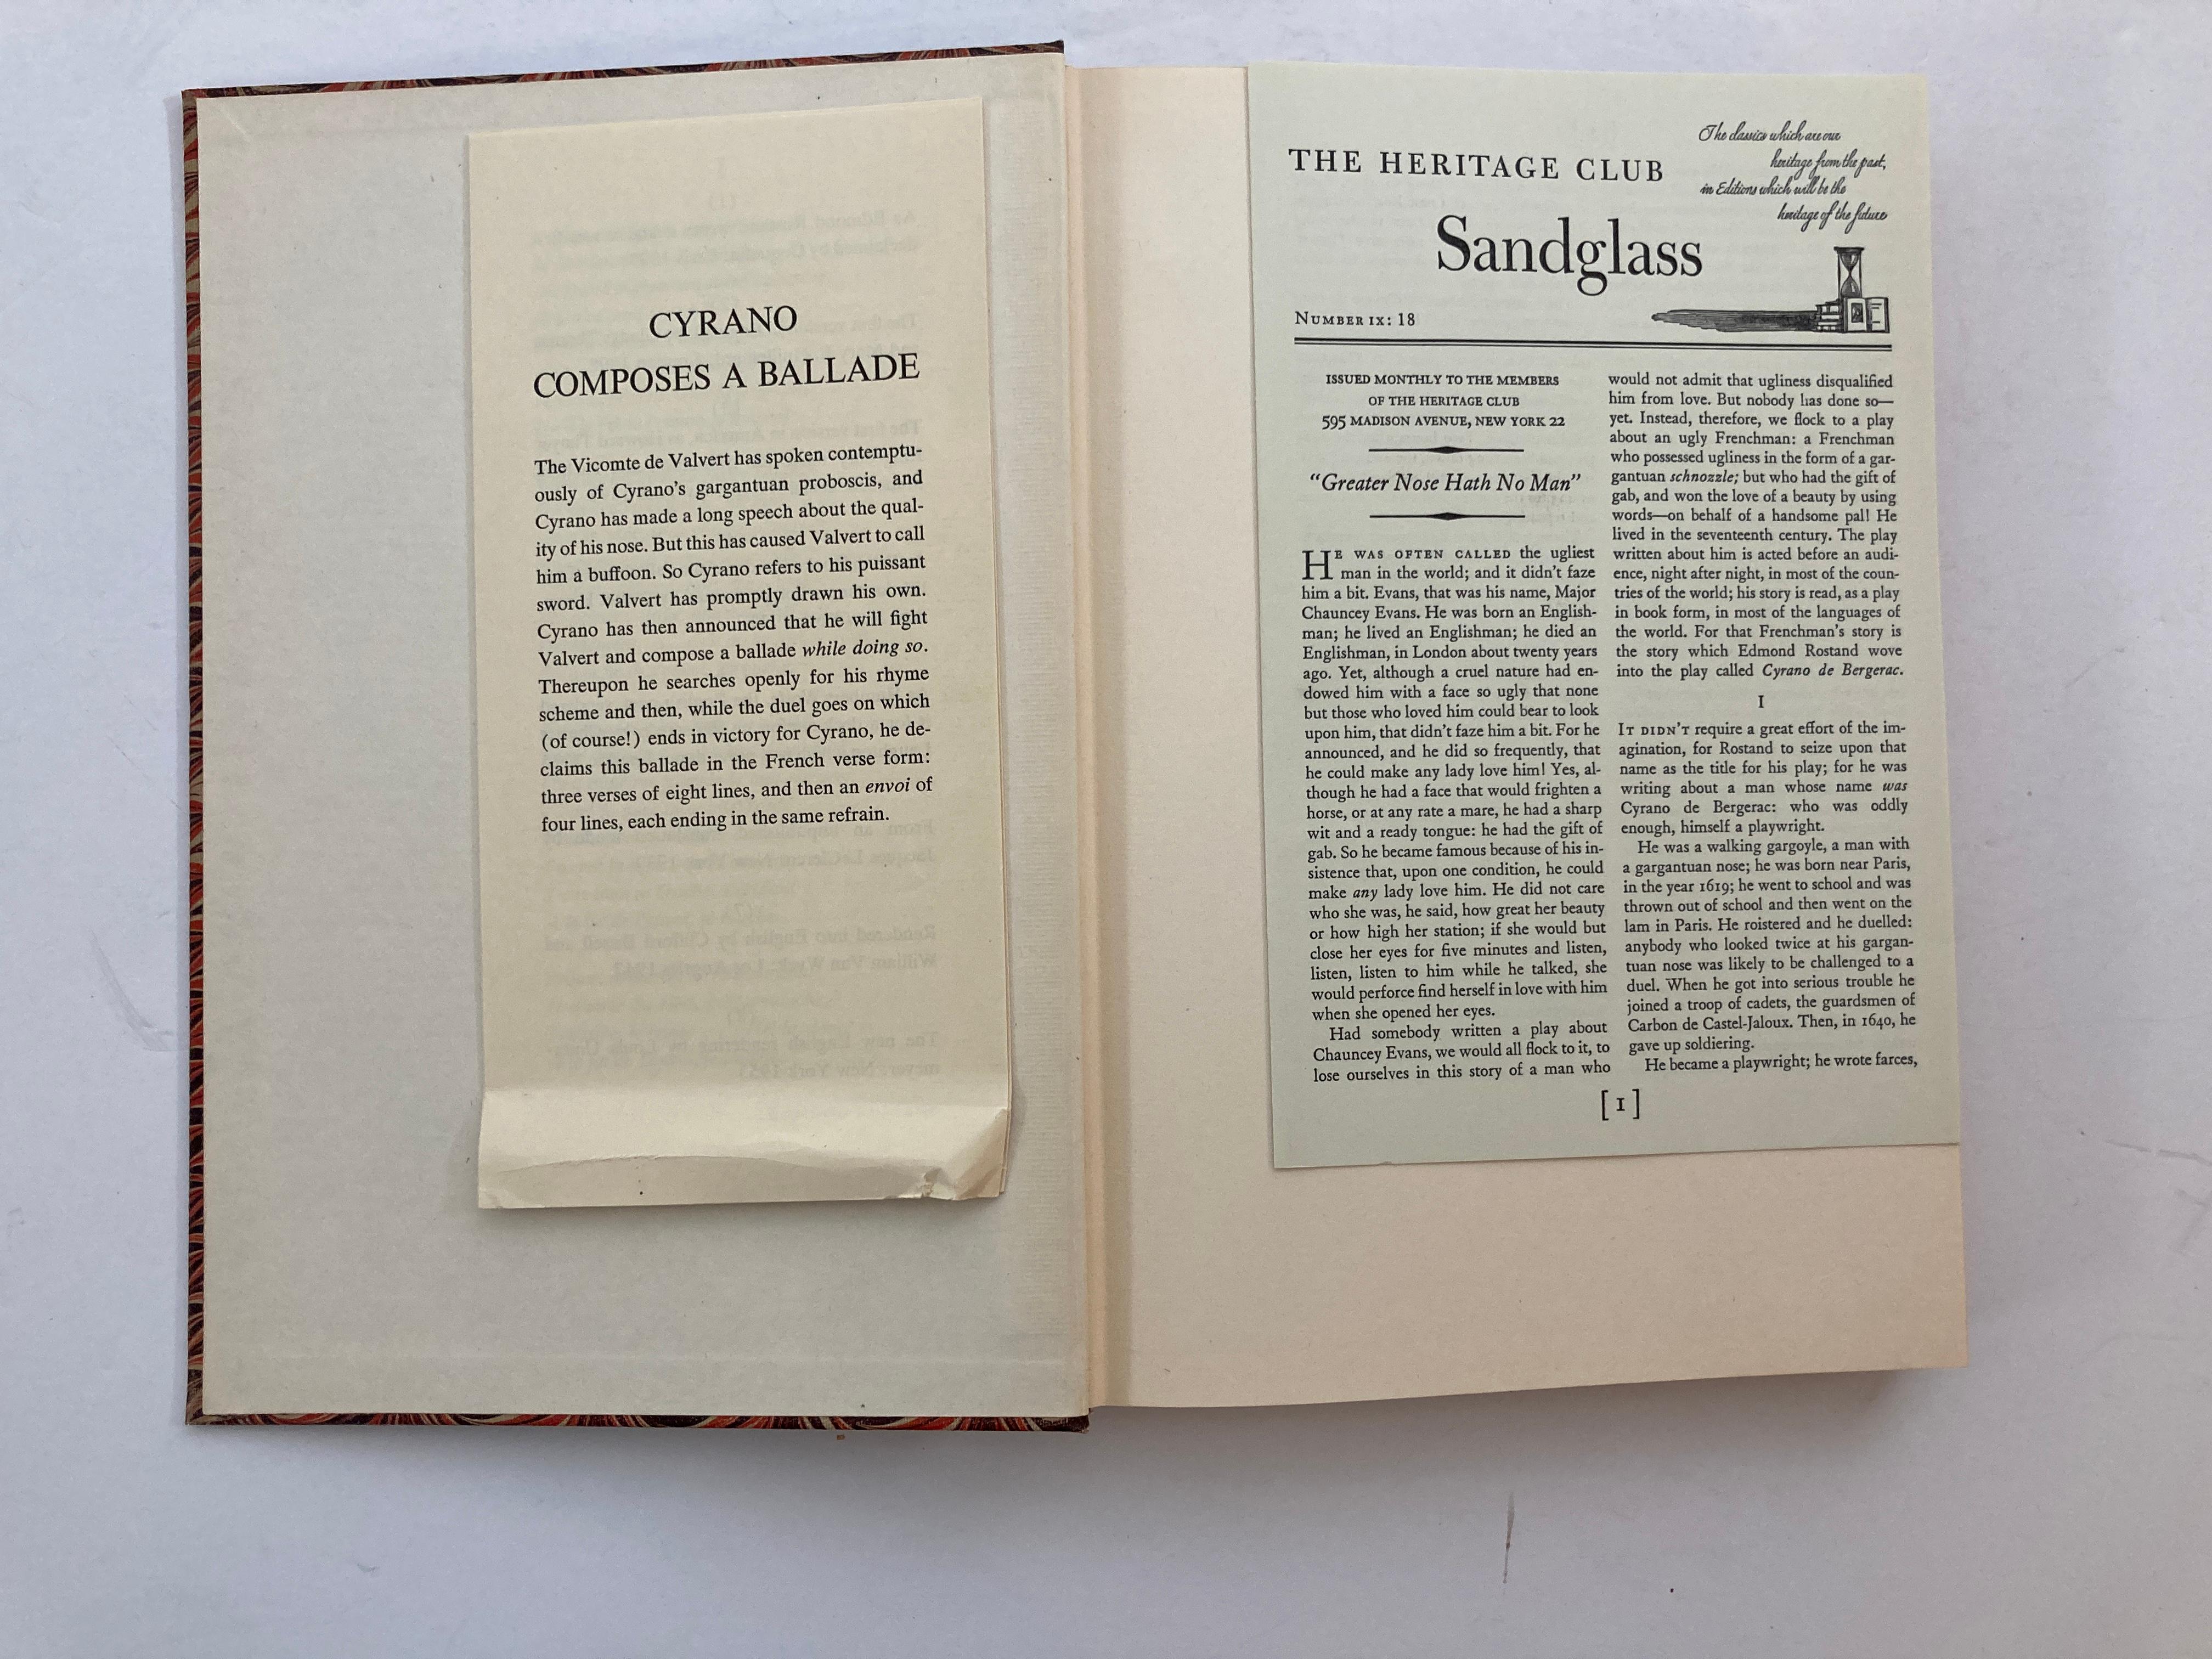 CYRANO
COMPOSES A BALLADE
The Vicomte de Valvert has spoken contemptu-
ously of Cyrano's gargantuan proboscis, and
Cyrano has made a long speech about the qual-
ity of his nose. But this has caused Valvert to call
him a buffoon. So Cyrano refers to his puissant
sword. Valvert has promptly drawn his own.
Cyrano has then announced that he will fight
Valvert and compose a ballade while doing so.
Thereupon he searches openly for his rhyme
scheme and then, while the duel goes on which
(of course!) ends in victory for Cyrano, he de-
claims this ballade in the French verse form:
three verses of eight lines, and then an envoi of
four lines, each ending in the same refrain.
THE HERITAGE CLUB
The classics which are our
heritage from the past,
in Editions which will be the
heritage of the future
Sandglass
NUMBER IX: 18
ISSUED MONTHLY TO THE MEMBERS
OF THE HERITAGE CLUB
595 MADISON AVENUE, NEW YORK 22
"Greater Nose Hath No Man"
HE WAS OFTEN CALLED the ugliest
man in the world; and it didn't faze
him a bit. Evans, that was his name, Major
Chauncey Evans. He was born an English-
man; he lived an Englishman; he died an
Englishman, in London about twenty years
ago. Yet, although a cruel nature had en-
dowed him with a face so ugly that none
but those who loved him could bear to look
upon him, that didn't faze him a bit. For he
announced, and he did so frequently, that
he could make any lady love him! Yes, al-
though he had a face that would frighten a
horse, or at any rate a mare, he had a sharp
wit and a ready tongue: he had the gift of
gab. So he became famous because of his in-
sistence that, upon one condition, he could
make any lady love him. He did not care
who she was, he said, how great her beauty
or how high her station; if she would but
close her eyes for five minutes and listen,
listen, listen to him while he talked, she
would perforce find herself in love with him
when she opened her eyes.
Had somebody written a play about
Chauncey Evans, we would all flock to it, to
lose ourselves in this story of a man who
would not admit that ugliness disqualified
him from love. But nobody has done so—
yet. Instead, therefore, we flock to a play
about an ugly Frenchman: a Frenchman
who possessed ugliness in the form of a gar-
gantuan schnozzle; but who had the gift of
gab, and won the love of a beauty by using
words—on behalf of a handsome pal! He
lived in the seventeenth century. The play
written about him is acted before an audi-
ence, night after night, in most of the coun-
tries of the world; his story is read, as a play
in book form, in most of the languages of
the world. For that Frenchman's story is
the story which Edmond Rostand wove
into the play called Cyrano de Bergerac.
I
IT DIDN'T require a great effort of the im-
agination, for Rostand to seize upon that
name as the title for his play; for he was
writing about a man whose name was
Cyrano de Bergerac: who was oddly
enough, himself a playwright.
He was a walking gargoyle, a man with
a gargantuan nose; he was born near Paris,
in the year 1619; he went to school and was
thrown out of school and then went on the
lam in Paris. He roistered and he duelled:
anybody who looked twice at his gargan-
tuan nose was likely to be challenged to a
duel. When he got into serious trouble he
joined a troop of cadets, the guardsmen of
Carbon de Castel-Jaloux. Then, in 1640, he
gave up soldiering.
He became a playwright; he wrote farces,
[1]